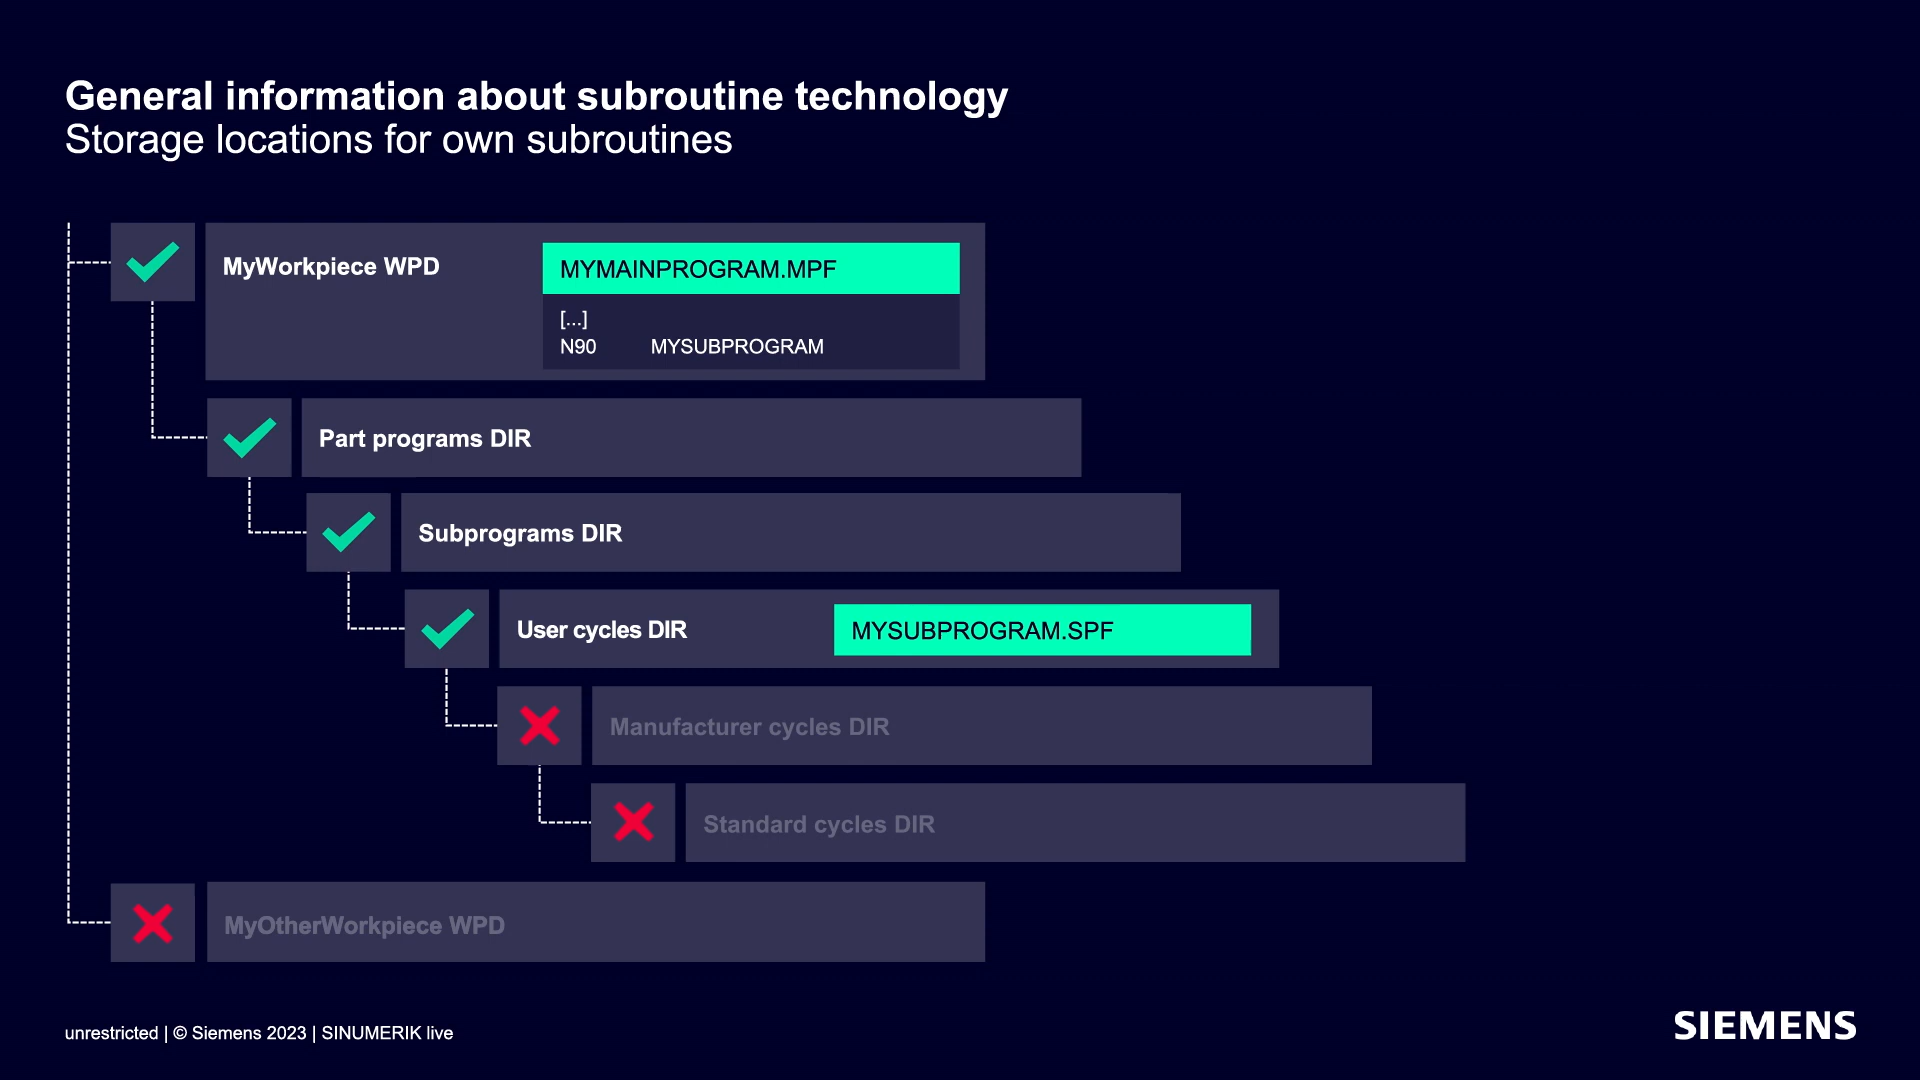 General information about subroutine technology
Storage locations for own subroutines
MyWorkpiece WPD
MYMAINPROGRAM.MPF
[...]
N90 MYSUBPROGRAM
Part programs DIR
Subprograms DIR
User cycles DIR
MYSUBPROGRAM.SPF
Manufacturer cycles DIR
Standard cycles DIR
MyOtherWorkpiece WPD
unrestricted | © Siemens 2023 | SINUMERIK live
SIEMENS